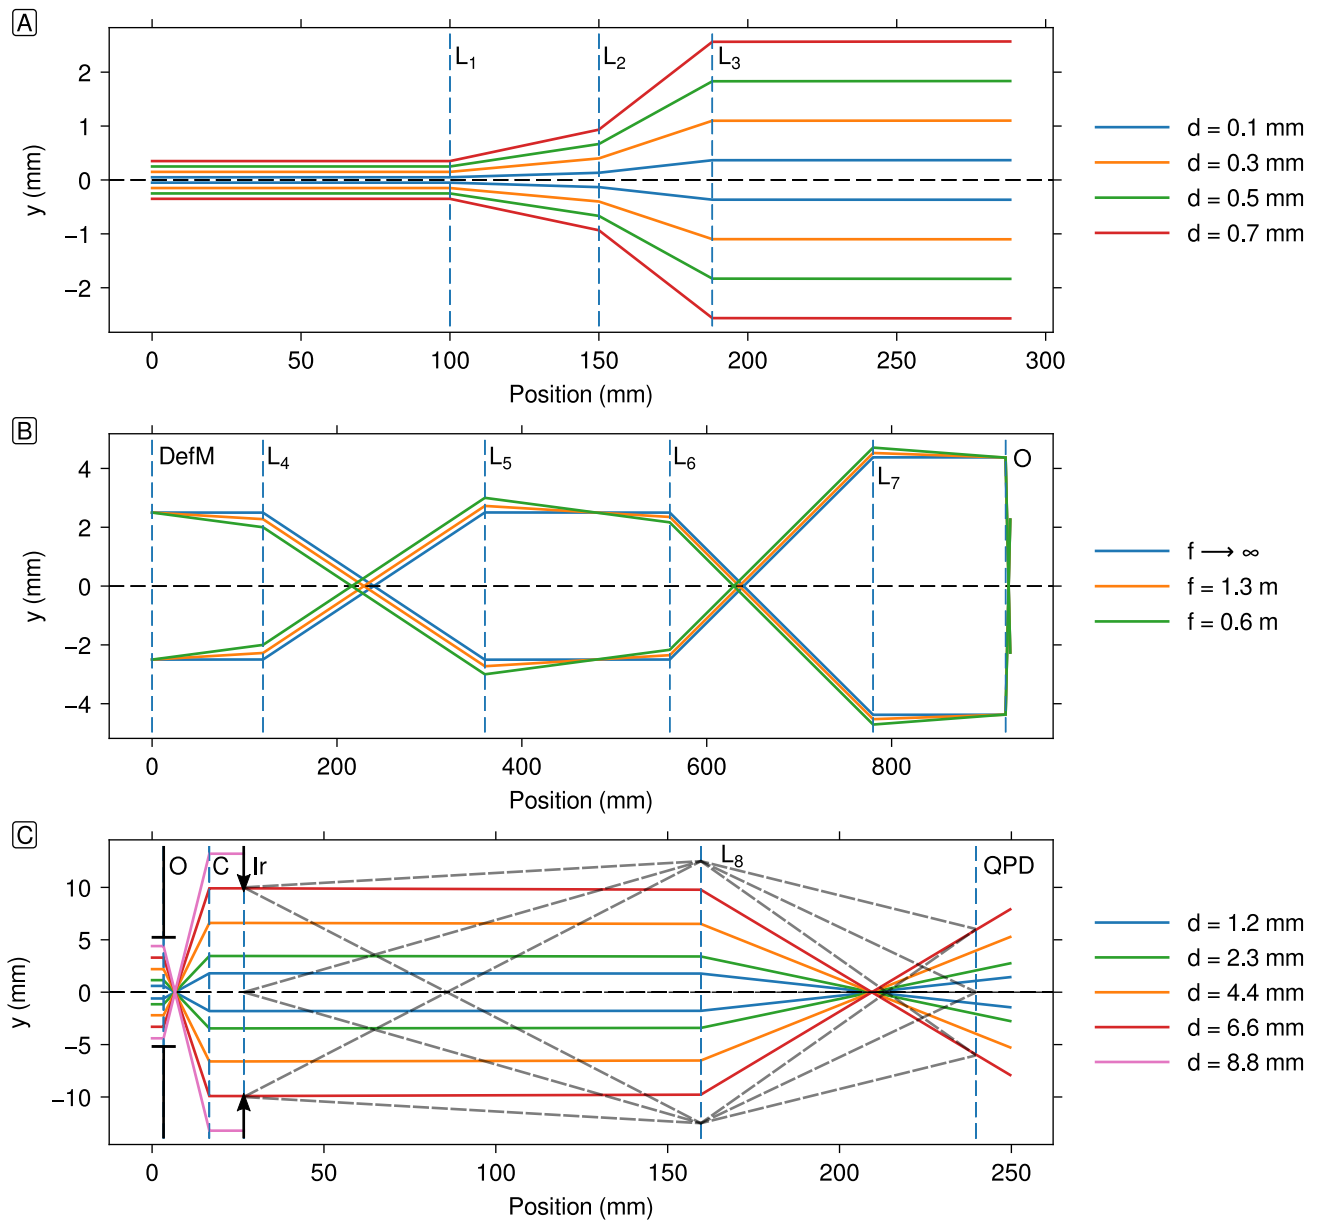 A
2
1
0
−1
−2
y (mm)
L1
L2
L3
0 50 100 150 200 250 300
Position (mm)
d = 0.1 mm
d = 0.3 mm
d = 0.5 mm
d = 0.7 mm
B
4
2
0
−2
−4
y (mm)
DefM
L4
L5
L6
L7
O
0 200 400 600 800
Position (mm)
f ⟶ ∞
f = 1.3 m
f = 0.6 m
C
10
5
0
−5
−10
y (mm)
O
C
Ir
L8
QPD
0 50 100 150 200 250
Position (mm)
d = 1.2 mm
d = 2.3 mm
d = 4.4 mm
d = 6.6 mm
d = 8.8 mm